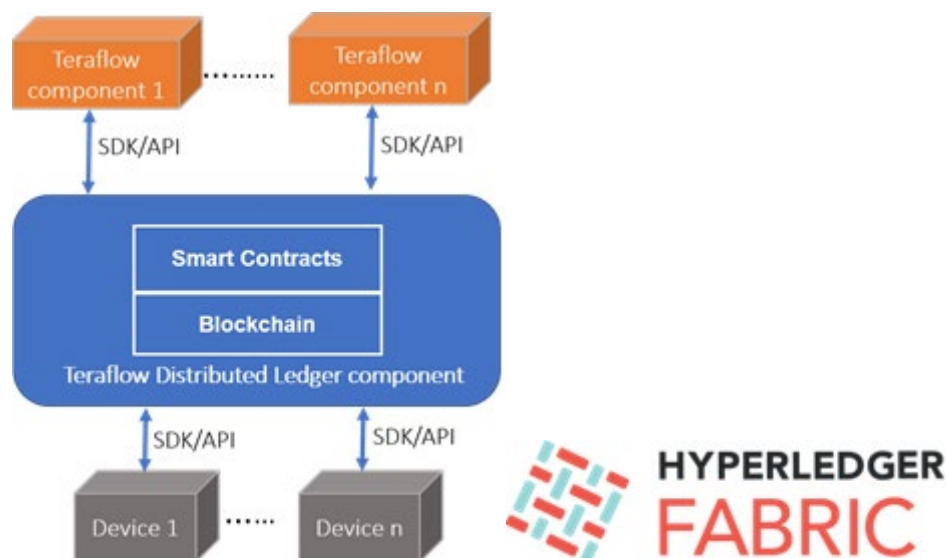 Teraflow
component 1
Teraflow
component n
SDK/API
SDK/API
Smart Contracts
Blockchain
Teraflow Distributed Ledger component
SDK/API
SDK/API
Device 1
Device n
HYPERLEDGER
FABRIC